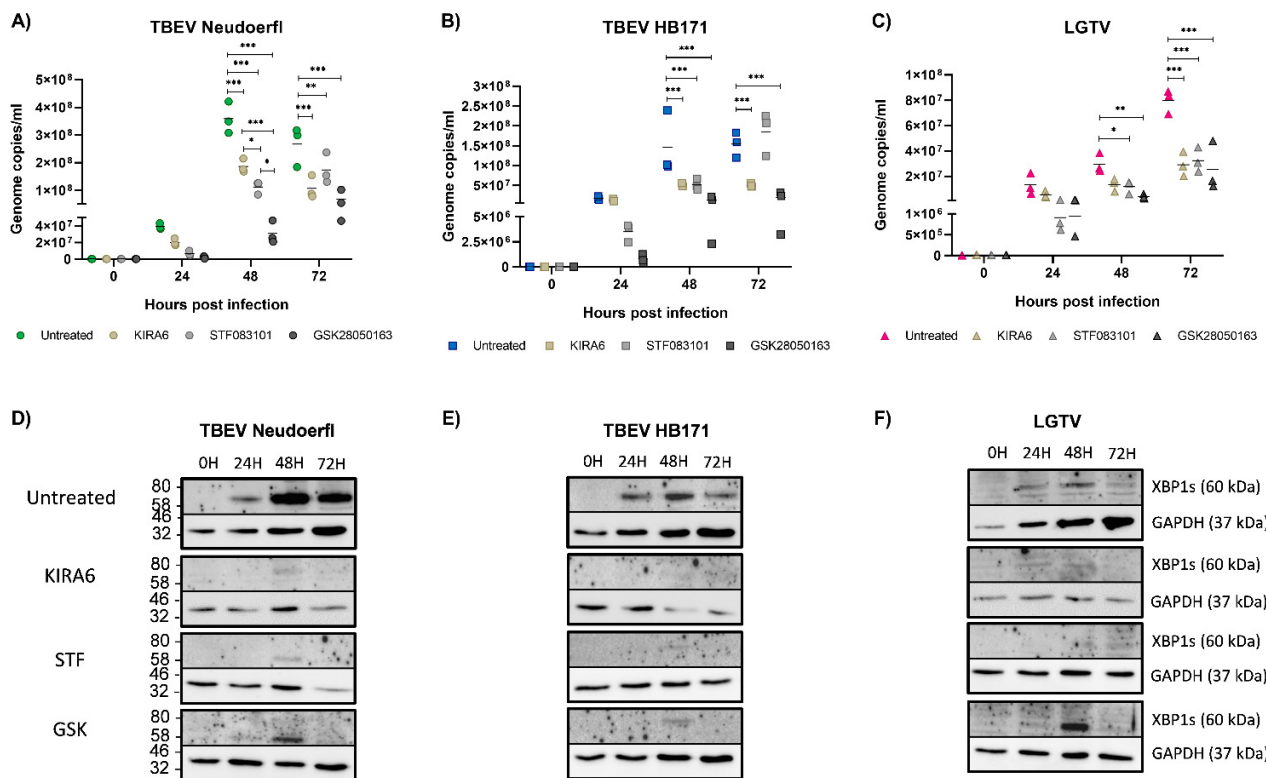 A)
TBEV Neudoerfl
Genome copies/ml
5×10⁸
4×10⁸
3×10⁸
2×10⁸
1×10⁸
4×10⁷
2×10⁷
0
*** *** *** *** * * *** ** ***
0 24 48 72
Hours post infection
Untreated KIRA6 STF083101 GSK28050163
B)
TBEV HB171
Genome copies/ml
3×10⁸
2.5×10⁸
2×10⁸
1.5×10⁸
1×10⁸
5×10⁷
5×10⁶
2×10⁶
0
*** *** *** *** ***
0 24 48 72
Hours post infection
Untreated KIRA6 STF083101 GSK28050163
C)
LGTV
Genome copies/ml
1×10⁸
8×10⁷
6×10⁷
4×10⁷
2×10⁷
1×10⁶
5×10⁵
0
** * *** *** ***
0 24 48 72
Hours post infection
Untreated KIRA6 STF083101 GSK28050163
D)
TBEV Neudoerfl
0H 24H 48H 72H
Untreated
80
58
46
32
KIRA6
80
58
46
32
STF
80
58
46
32
GSK
80
58
46
32
E)
TBEV HB171
0H 24H 48H 72H
F)
LGTV
0H 24H 48H 72H
XBP1s (60 kDa)
GAPDH (37 kDa)
XBP1s (60 kDa)
GAPDH (37 kDa)
XBP1s (60 kDa)
GAPDH (37 kDa)
XBP1s (60 kDa)
GAPDH (37 kDa)